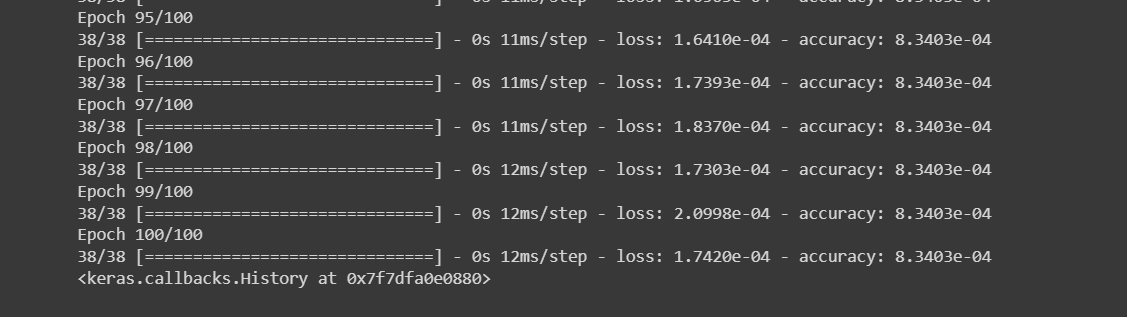 Epoch 95/100
38/38 [==============================] - 0s 11ms/step - loss: 1.6410e-04 - accuracy: 8.3403e-04
Epoch 96/100
38/38 [==============================] - 0s 11ms/step - loss: 1.7393e-04 - accuracy: 8.3403e-04
Epoch 97/100
38/38 [==============================] - 0s 11ms/step - loss: 1.8370e-04 - accuracy: 8.3403e-04
Epoch 98/100
38/38 [==============================] - 0s 12ms/step - loss: 1.7303e-04 - accuracy: 8.3403e-04
Epoch 99/100
38/38 [==============================] - 0s 12ms/step - loss: 2.0998e-04 - accuracy: 8.3403e-04
Epoch 100/100
38/38 [==============================] - 0s 12ms/step - loss: 1.7420e-04 - accuracy: 8.3403e-04
<keras.callbacks.History at 0x7f7dfa0e0880>